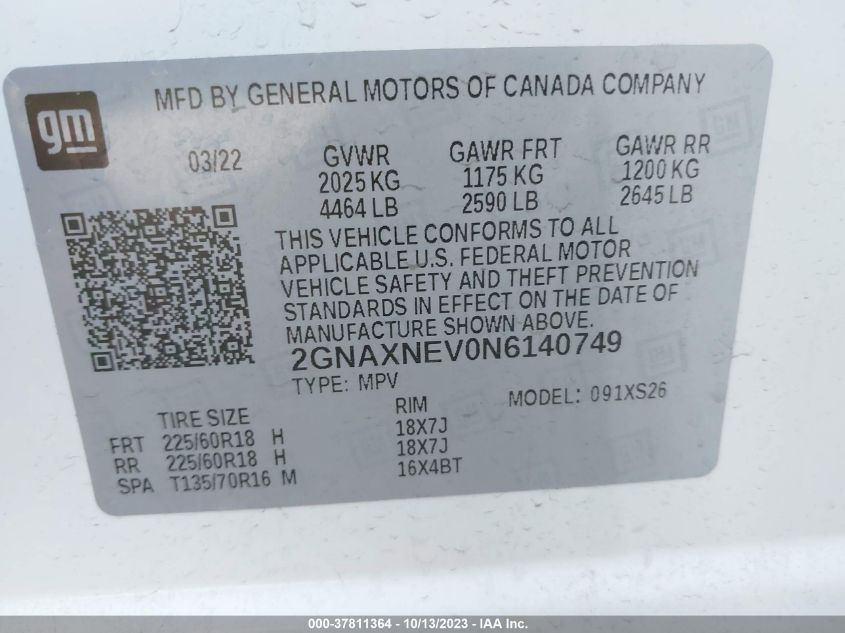 MFD BY GENERAL MOTORS OF CANADA COMPANY
gm
03/22 GVWR GAWR FRT GAWR RR
2025 KG 1175 KG 1200 KG
4464 LB 2590 LB 2645 LB
THIS VEHICLE CONFORMS TO ALL
APPLICABLE U.S. FEDERAL MOTOR
VEHICLE SAFETY AND THEFT PREVENTION
STANDARDS IN EFFECT ON THE DATE OF
MANUFACTURE SHOWN ABOVE.
2GNAXNEV0N6140749
TYPE: MPV MODEL: 091XS26
TIRE SIZE RIM
FRT 225/60R18 H 18X7J
RR 225/60R18 H 18X7J
SPA T135/70R16 M 16X4BT
000-37811364 - 10/13/2023 - IAA Inc.